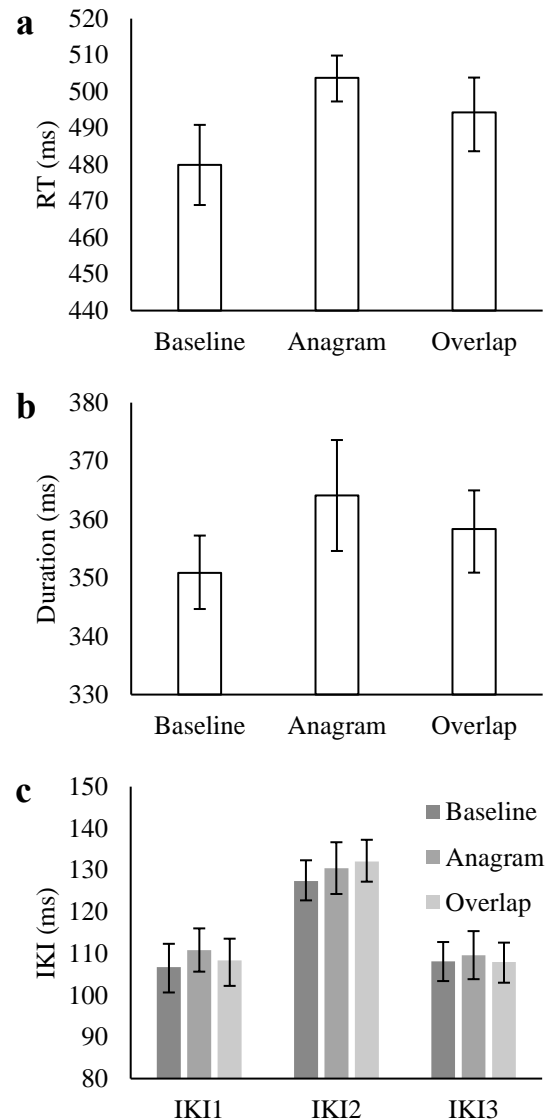 a
RT (ms)
520
510
500
490
480
470
460
450
440
Baseline Anagram Overlap
b
Duration (ms)
380
370
360
350
340
330
Baseline Anagram Overlap
c
IKI (ms)
150
140
130
120
110
100
90
80
Baseline
Anagram
Overlap
IKI1 IKI2 IKI3